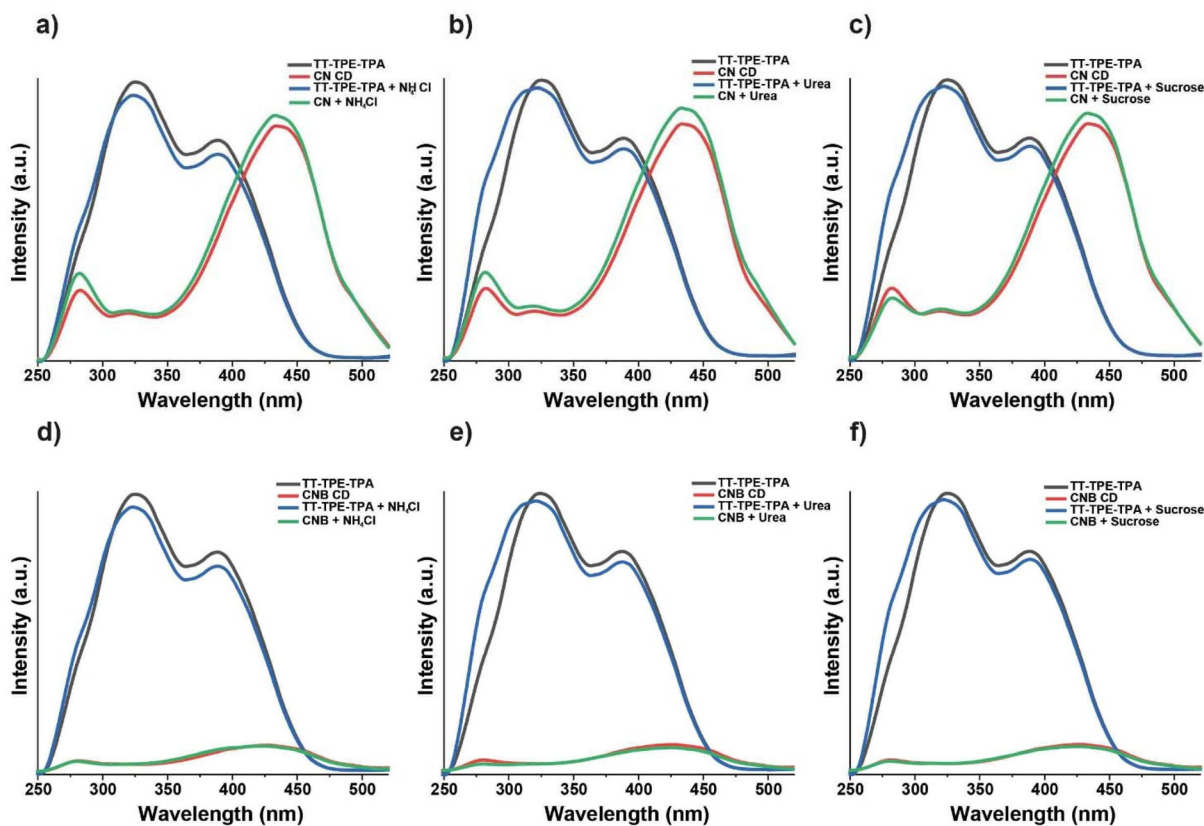 a)
TT-TPE-TPA
CN CD
TT-TPE-TPA + NH₄Cl
CN + NH₄Cl
Intensity (a.u.)
250 300 350 400 450 500
Wavelength (nm)
b)
TT-TPE-TPA
CN CD
TT-TPE-TPA + Urea
CN + Urea
Intensity (a.u.)
250 300 350 400 450 500
Wavelength (nm)
c)
TT-TPE-TPA
CN CD
TT-TPE-TPA + Sucrose
CN + Sucrose
Intensity (a.u.)
250 300 350 400 450 500
Wavelength (nm)
d)
TT-TPE-TPA
CNB CD
TT-TPE-TPA + NH₄Cl
CNB + NH₄Cl
Intensity (a.u.)
250 300 350 400 450 500
Wavelength (nm)
e)
TT-TPE-TPA
CNB CD
TT-TPE-TPA + Urea
CNB + Urea
Intensity (a.u.)
250 300 350 400 450 500
Wavelength (nm)
f)
TT-TPE-TPA
CNB CD
TT-TPE-TPA + Sucrose
CNB + Sucrose
Intensity (a.u.)
250 300 350 400 450 500
Wavelength (nm)